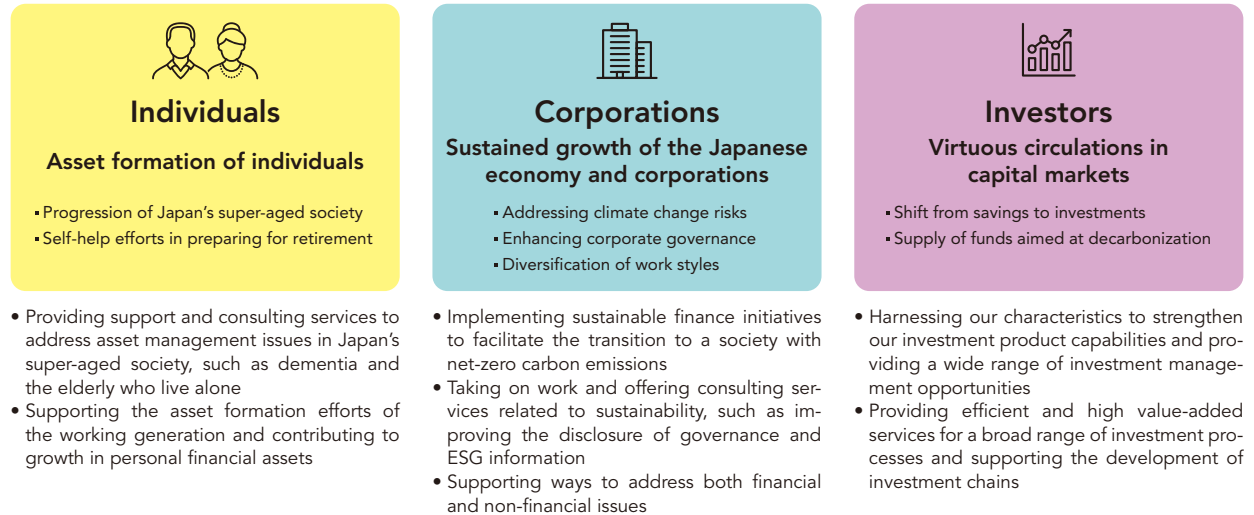 Individuals
Asset formation of individuals
▪ Progression of Japan's super-aged society
▪ Self-help efforts in preparing for retirement
• Providing support and consulting services to
address asset management issues in Japan's
super-aged society, such as dementia and
the elderly who live alone
• Supporting the asset formation efforts of
the working generation and contributing to
growth in personal financial assets
Corporations
Sustained growth of the Japanese
economy and corporations
▪ Addressing climate change risks
▪ Enhancing corporate governance
▪ Diversification of work styles
• Implementing sustainable finance initiatives
to facilitate the transition to a society with
net-zero carbon emissions
• Taking on work and offering consulting ser-
vices related to sustainability, such as im-
proving the disclosure of governance and
ESG information
• Supporting ways to address both financial
and non-financial issues
Investors
Virtuous circulations in
capital markets
▪ Shift from savings to investments
▪ Supply of funds aimed at decarbonization
• Harnessing our characteristics to strengthen
our investment product capabilities and pro-
viding a wide range of investment manage-
ment opportunities
• Providing efficient and high value-added
services for a broad range of investment pro-
cesses and supporting the development of
investment chains